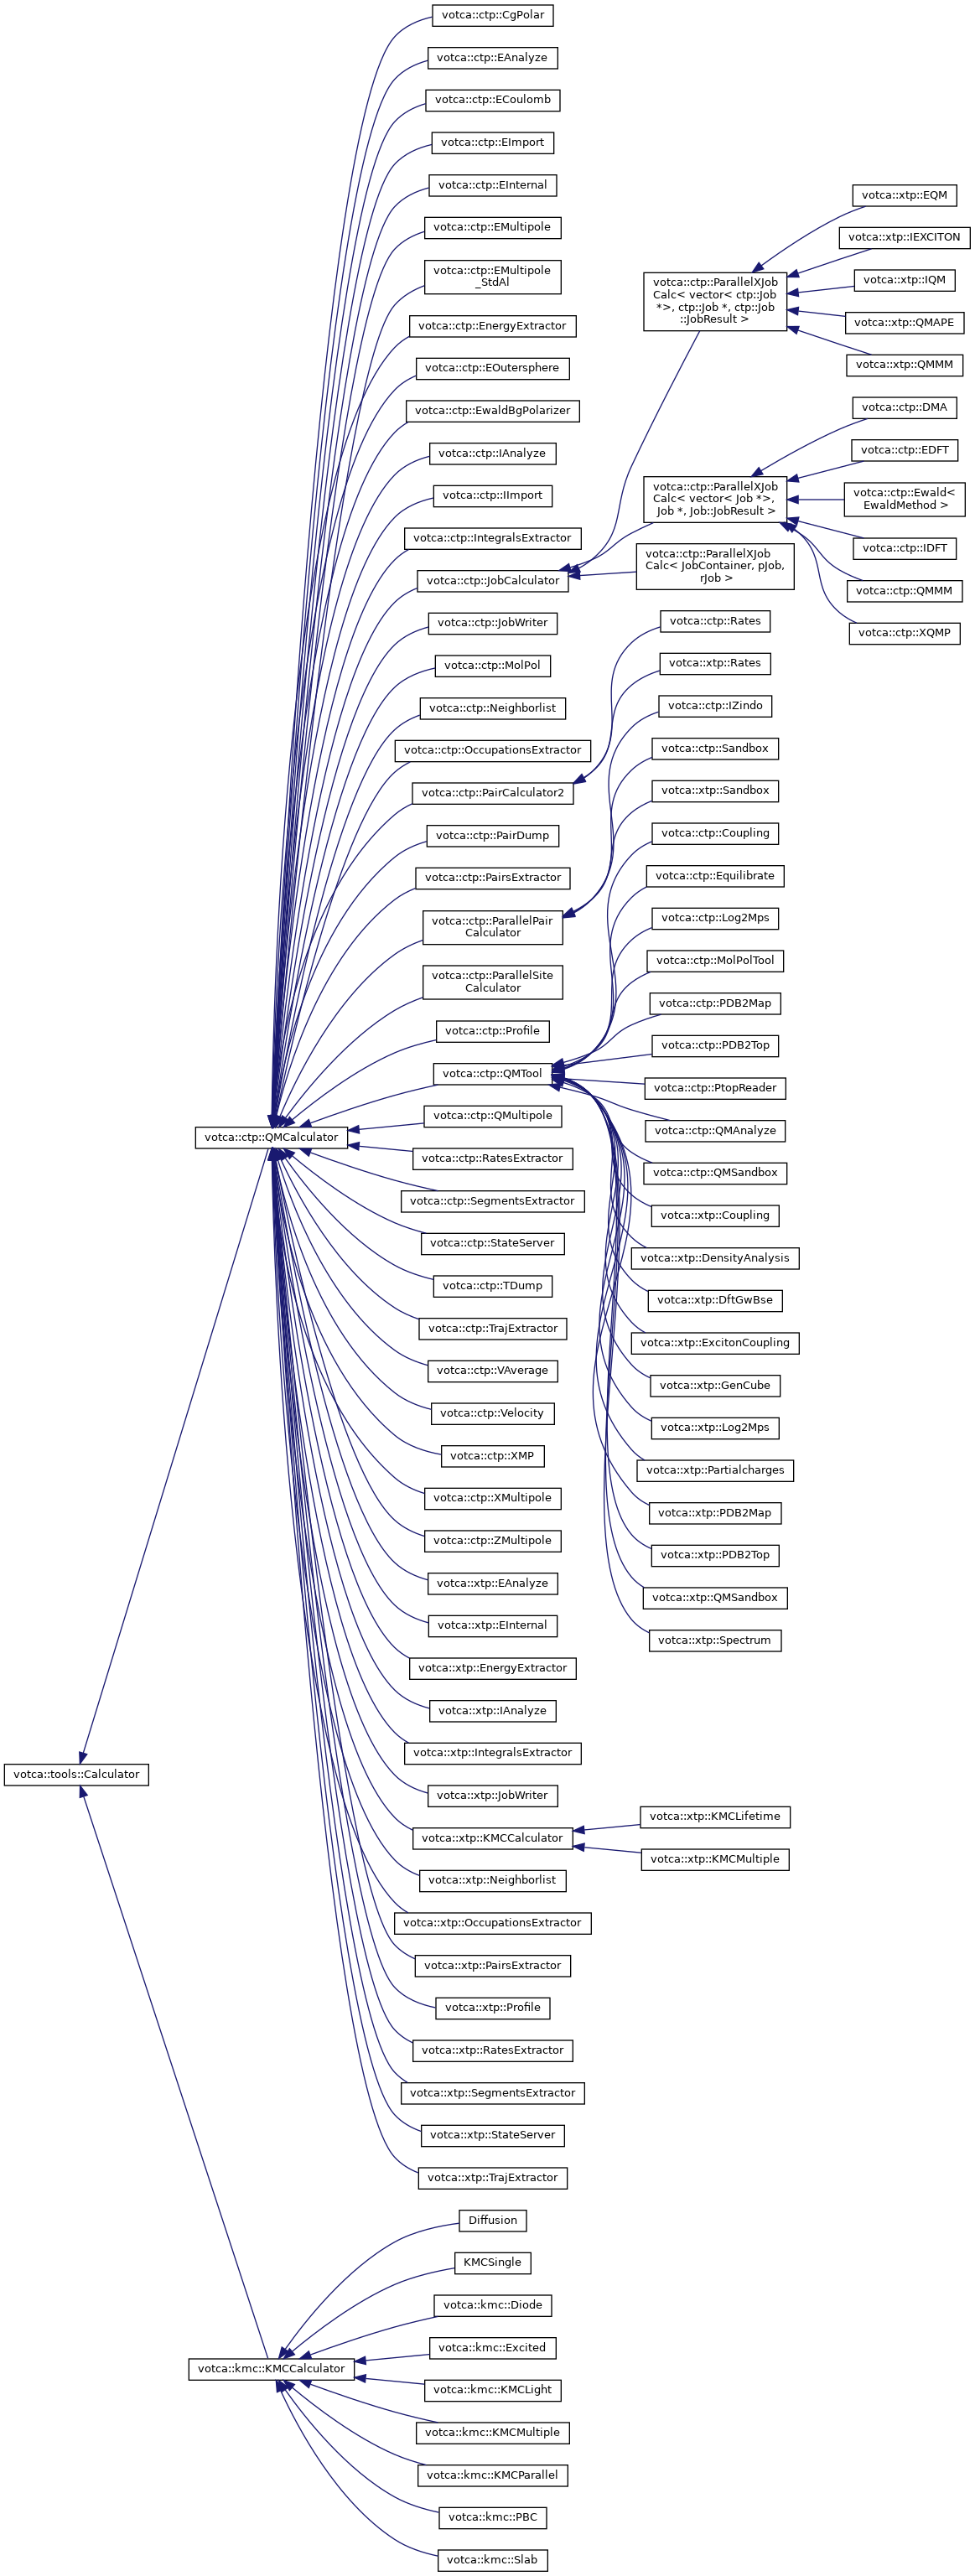 votca::ctp::CgPolar
votca::ctp::EAnalyze
votca::ctp::ECoulomb
votca::ctp::EImport
votca::ctp::EInternal
votca::ctp::EMultipole
votca::ctp::EMultipole
_StdAl
votca::ctp::EnergyExtractor
votca::ctp::EOutersphere
votca::ctp::EwaldBgPolarizer
votca::ctp::IAnalyze
votca::ctp::IImport
votca::ctp::IntegralsExtractor
votca::ctp::JobCalculator
votca::ctp::JobWriter
votca::ctp::MolPol
votca::ctp::Neighborlist
votca::ctp::OccupationsExtractor
votca::ctp::PairCalculator2
votca::ctp::PairDump
votca::ctp::PairsExtractor
votca::ctp::ParallelPair
Calculator
votca::ctp::ParallelSite
Calculator
votca::ctp::Profile
votca::ctp::QMTool
votca::ctp::QMultipole
votca::ctp::RatesExtractor
votca::ctp::SegmentsExtractor
votca::ctp::StateServer
votca::ctp::TDump
votca::ctp::TrajExtractor
votca::ctp::VAverage
votca::ctp::Velocity
votca::ctp::XMP
votca::ctp::XMultipole
votca::ctp::ZMultipole
votca::xtp::EAnalyze
votca::xtp::EInternal
votca::xtp::EnergyExtractor
votca::xtp::IAnalyze
votca::xtp::IntegralsExtractor
votca::xtp::JobWriter
votca::xtp::KMCCalculator
votca::xtp::Neighborlist
votca::xtp::OccupationsExtractor
votca::xtp::PairsExtractor
votca::xtp::Profile
votca::xtp::RatesExtractor
votca::xtp::SegmentsExtractor
votca::xtp::StateServer
votca::xtp::TrajExtractor
Diffusion
KMCSingle
votca::kmc::Diode
votca::kmc::Excited
votca::kmc::KMCLight
votca::kmc::KMCMultiple
votca::kmc::KMCParallel
votca::kmc::PBC
votca::kmc::Slab
votca::ctp::QMCalculator
votca::tools::Calculator
votca::kmc::KMCCalculator
votca::ctp::ParallelXJob
Calc< vector< ctp::Job
*>, ctp::Job *, ctp::Job
::JobResult >
votca::ctp::ParallelXJob
Calc< vector< Job *>,
Job *, Job::JobResult >
votca::ctp::ParallelXJob
Calc< JobContainer, pJob,
rJob >
votca::ctp::Rates
votca::xtp::Rates
votca::ctp::IZindo
votca::ctp::Sandbox
votca::xtp::Sandbox
votca::ctp::Coupling
votca::ctp::Equilibrate
votca::ctp::Log2Mps
votca::ctp::MolPolTool
votca::ctp::PDB2Map
votca::ctp::PDB2Top
votca::ctp::PtopReader
votca::ctp::QMAnalyze
votca::ctp::QMSandbox
votca::xtp::Coupling
votca::xtp::DensityAnalysis
votca::xtp::DftGwBse
votca::xtp::ExcitonCoupling
votca::xtp::GenCube
votca::xtp::Log2Mps
votca::xtp::Partialcharges
votca::xtp::PDB2Map
votca::xtp::PDB2Top
votca::xtp::QMSandbox
votca::xtp::Spectrum
votca::xtp::KMCLifetime
votca::xtp::KMCMultiple
votca::xtp::EQM
votca::xtp::IEXCITON
votca::xtp::IQM
votca::xtp::QMAPE
votca::xtp::QMMM
votca::ctp::DMA
votca::ctp::EDFT
votca::ctp::Ewald<
EwaldMethod >
votca::ctp::IDFT
votca::ctp::QMMM
votca::ctp::XQMP